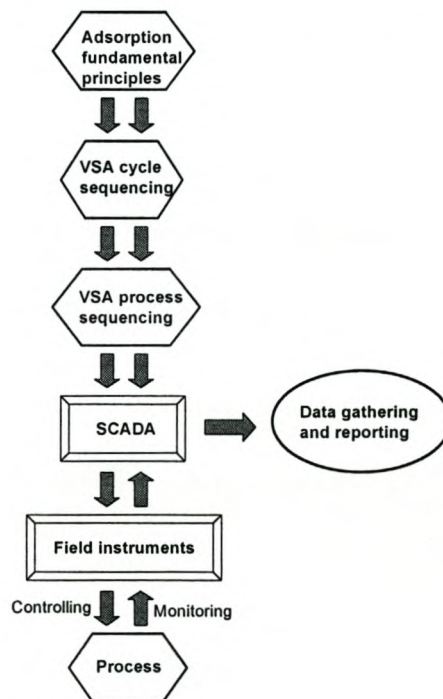 Adsorption
fundamental
principles
VSA cycle
sequencing
VSA process
sequencing
SCADA
Data gathering
and reporting
Field instruments
Controlling
Monitoring
Process